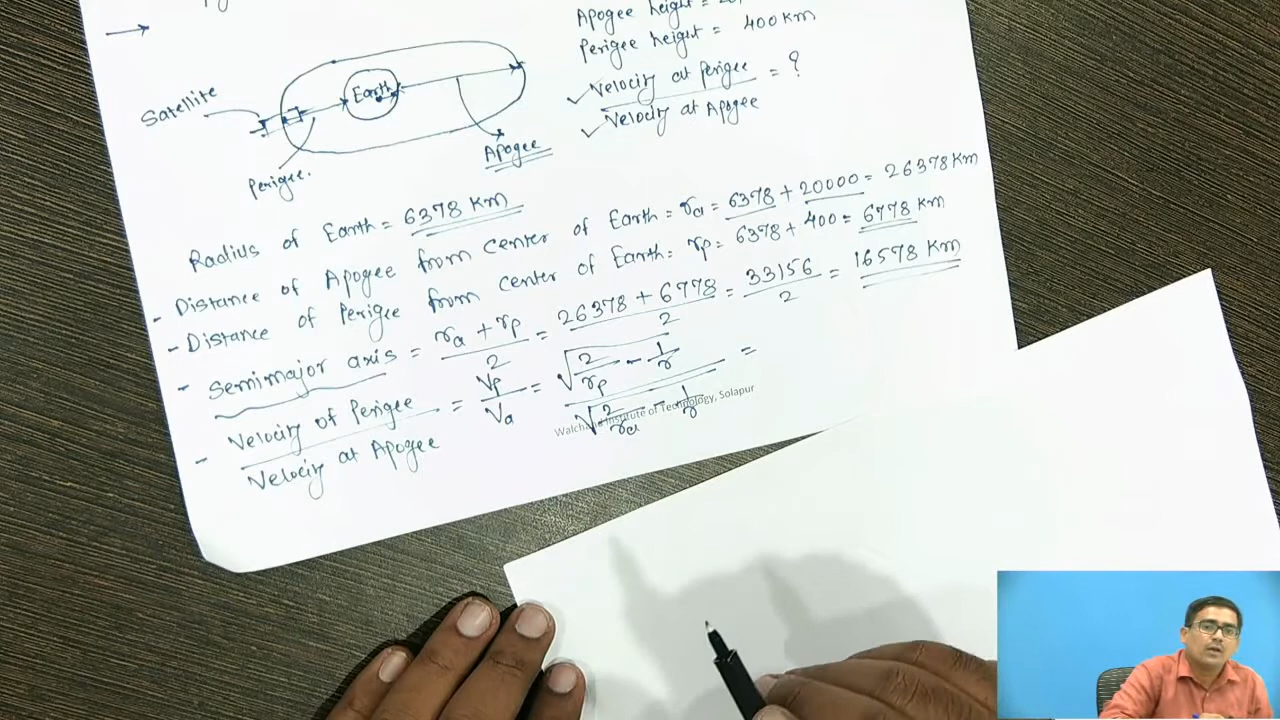 Apogee height =
Perigee height = 400 Km
Velocity at Perigee / Velocity at Apogee = ?
Satellite
Earth
Apogee
Perigee.
Radius of Earth = 6378 Km
- Distance of Apogee from center of Earth = ra = 6378 + 20000 = 26378 Km
- Distance of Perigee from center of Earth = rp = 6378 + 400 = 6778 Km
- Semimajor axis = (ra + rp) / 2 = (26378 + 6778) / 2 = 33156 / 2 = 16578 Km
- Velocity of Perigee / Velocity at Apogee = Vp / Va = √(2/rp - 1/r) / √(2/ra - 1/r) =
Walchand Institute of Technology, Solapur